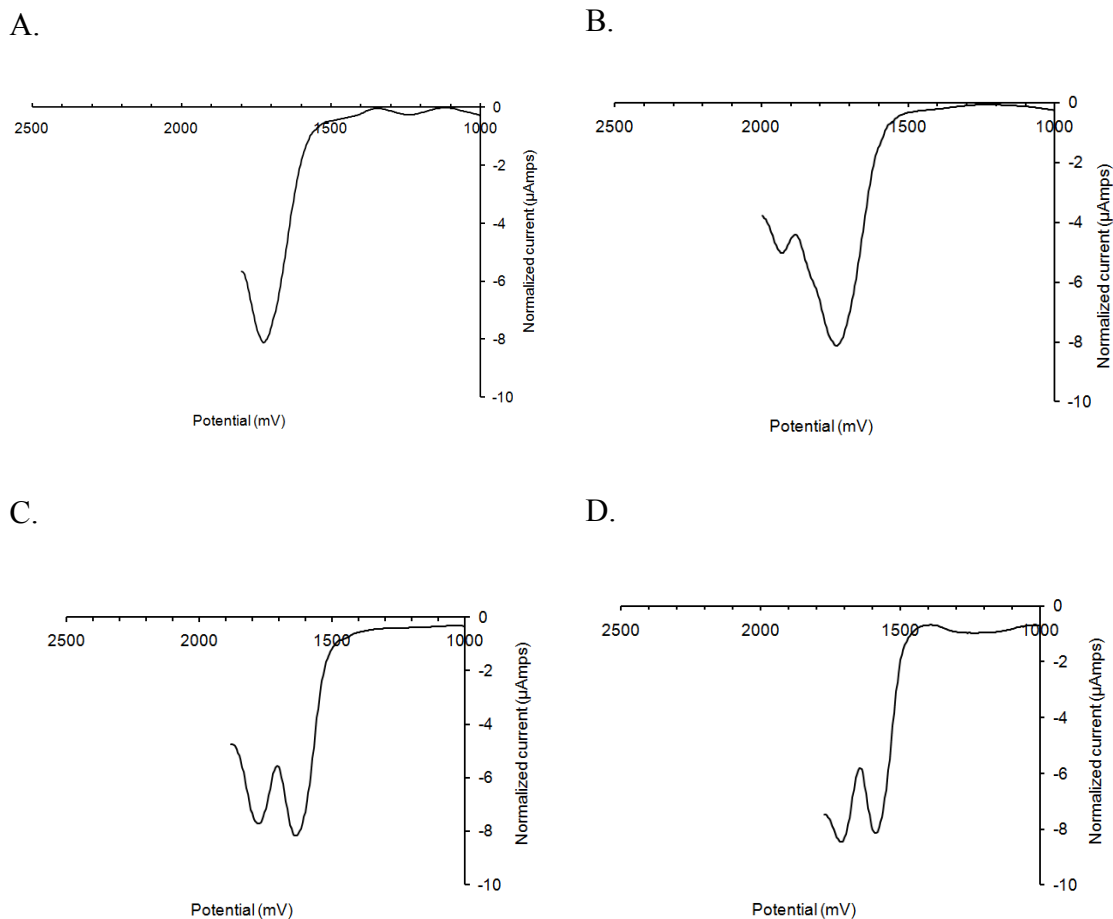 A.
0
2500 2000 1500 1000
-2
-4
-6
-8
-10
Normalized current (µAmps)
Potential (mV)
B.
0
2500 2000 1500 1000
-2
-4
-6
-8
-10
Normalized current (µAmps)
Potential (mV)
C.
0
2500 2000 1500 1000
-2
-4
-6
-8
-10
Normalized current (µAmps)
Potential (mV)
D.
0
2500 2000 1500 1000
-2
-4
-6
-8
-10
Normalized current (µAmps)
Potential (mV)